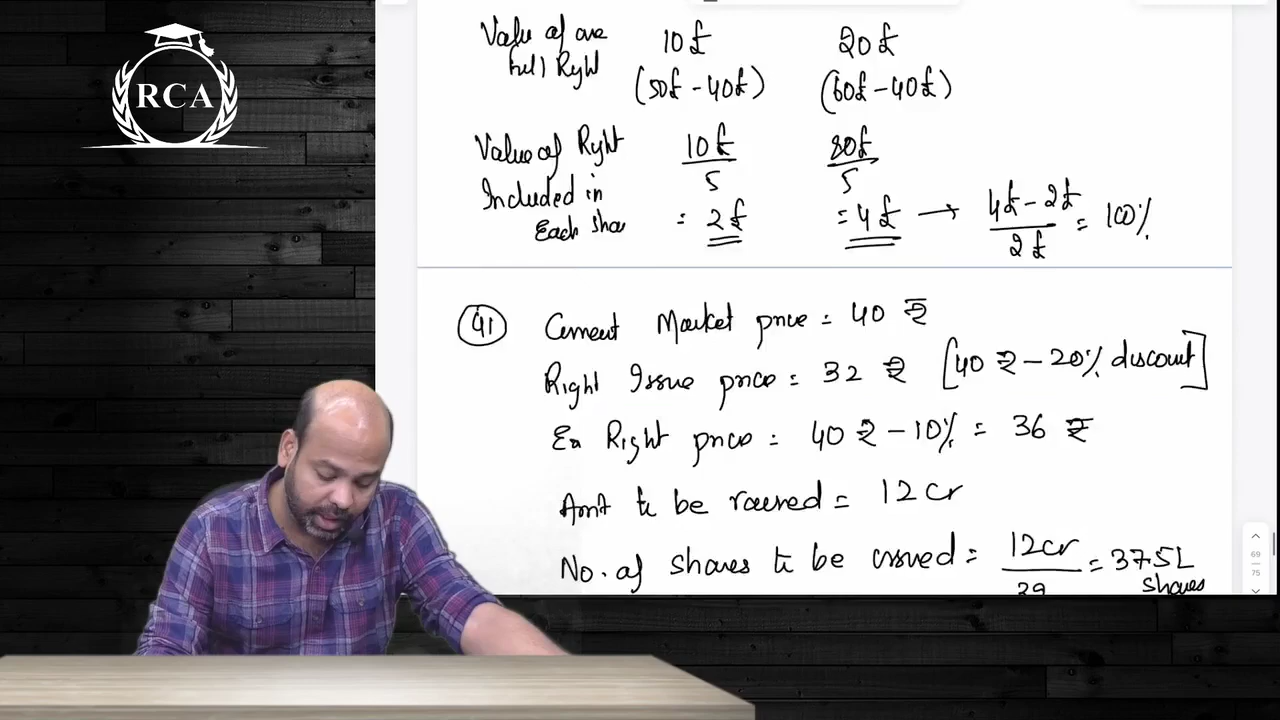 RCA
Value of one 10£ 20£
full Right (50£ - 40£) (60£ - 40£)
Value of Right 10£/5 80£/5
Included in
Each share = 2£ = 4£ → 4£ - 2£/2£ = 100%
41 Current Market price = 40 ₹
Right Issue price = 32 ₹ [40 ₹ - 20% discount]
Ex Right price = 40 ₹ - 10% = 36 ₹
Amt to be raised = 12 cr
No. of shares to be issued = 12cr = 37.5L
shares
69
75